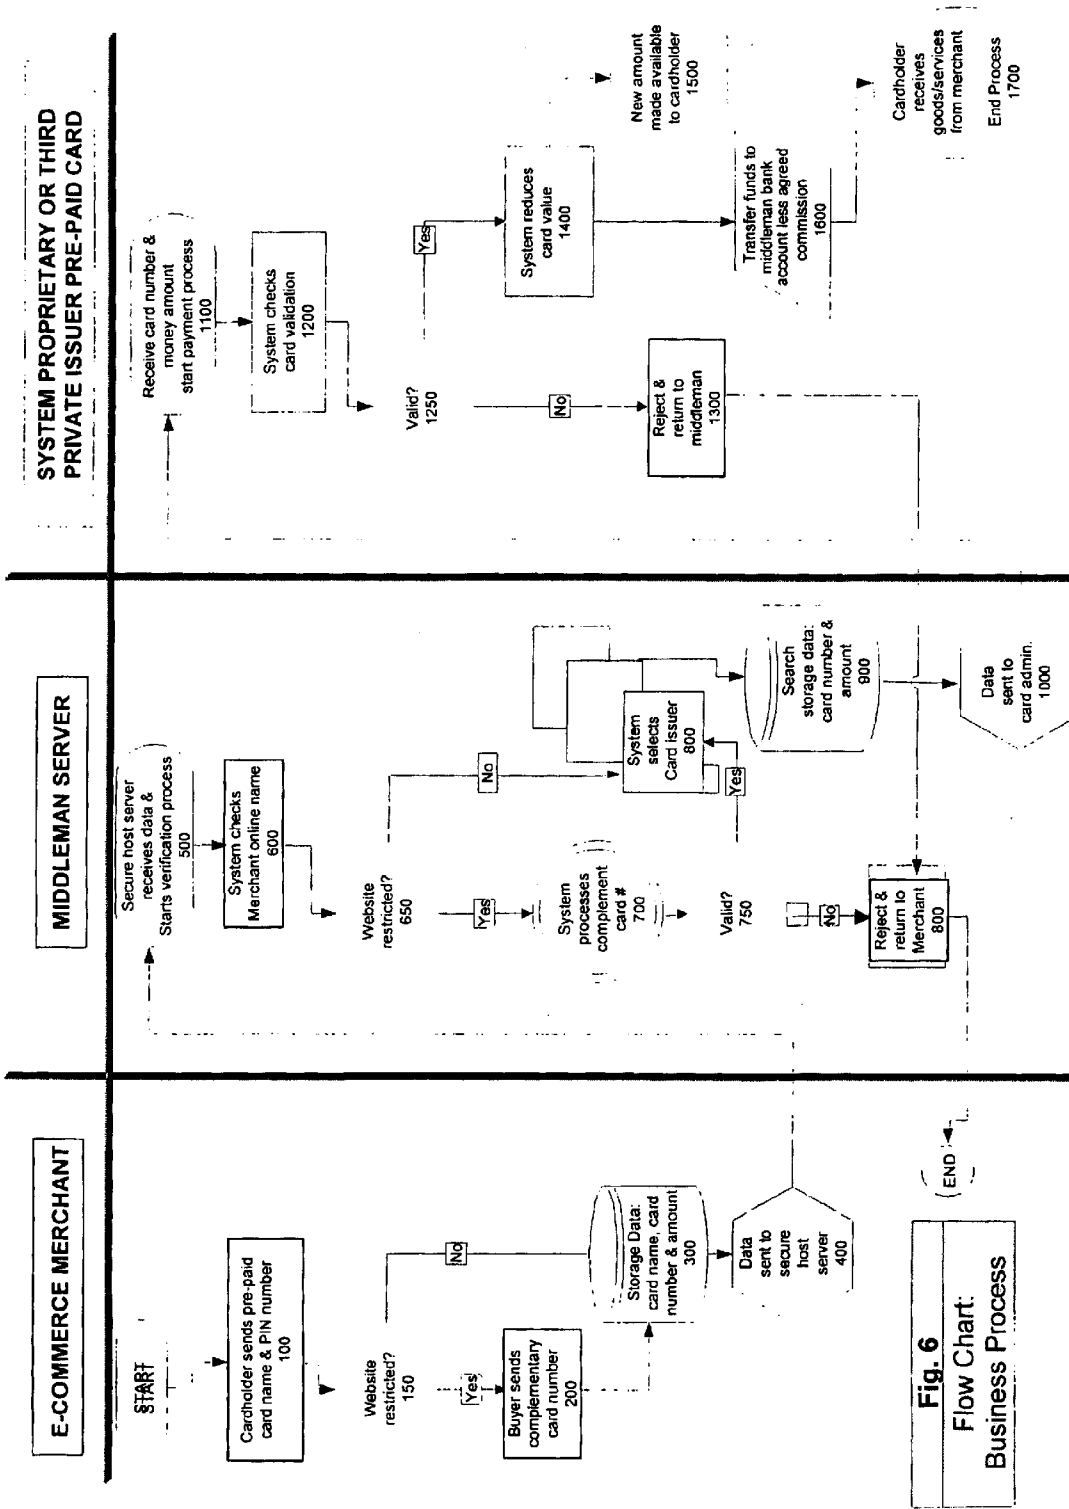 E-COMMERCE MERCHANT
START
START
Cardholder sends pre-paid
card name & PIN number
100
Website
restricted?
150
Yes
No
Buyer sends
complementary
card number
200
Storage Data:
card name, card
number & amount
300
Data
sent to
secure
host
server
400
END
Fig. 6
Flow Chart:
Business Process
MIDDLEMAN SERVER
Secure host server
receives data &
Starts verification process
500
System checks
Merchant online name
600
Website
restricted?
650
Yes
No
System
processes
complement
card #
700
Valid?
750
Yes
No
System
selects
Card issuer
800
Search
storage data:
card number &
amount
900
Reject &
return to
Merchant
800
Data
sent to
card admin.
1000
SYSTEM PROPRIETARY OR THIRD
PRIVATE ISSUER PRE-PAID CARD
Receive card number &
money amount
start payment process
1100
System checks
card validation
1200
Valid?
1250
Yes
No
Reject &
return to
middleman
1300
System reduces
card value
1400
New amount
made available
to cardholder
1500
Transfer funds to
middleman bank
account less agreed
commission
1600
Cardholder
receives
goods/services
from merchant
End Process
1700